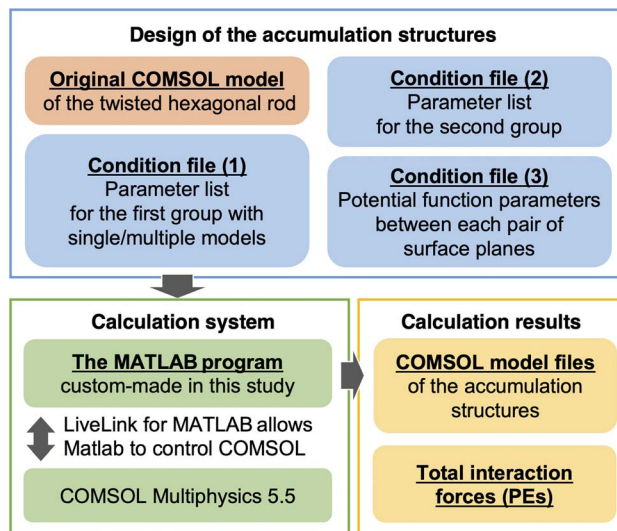 Design of the accumulation structures
Original COMSOL model
of the twisted hexagonal rod
Condition file (1)
Parameter list
for the first group with
single/multiple models
Condition file (2)
Parameter list
for the second group
Condition file (3)
Potential function parameters
between each pair of
surface planes
Calculation system
The MATLAB program
custom-made in this study
LiveLink for MATLAB allows
Matlab to control COMSOL
COMSOL Multiphysics 5.5
Calculation results
COMSOL model files
of the accumulation
structures
Total interaction
forces (PEs)